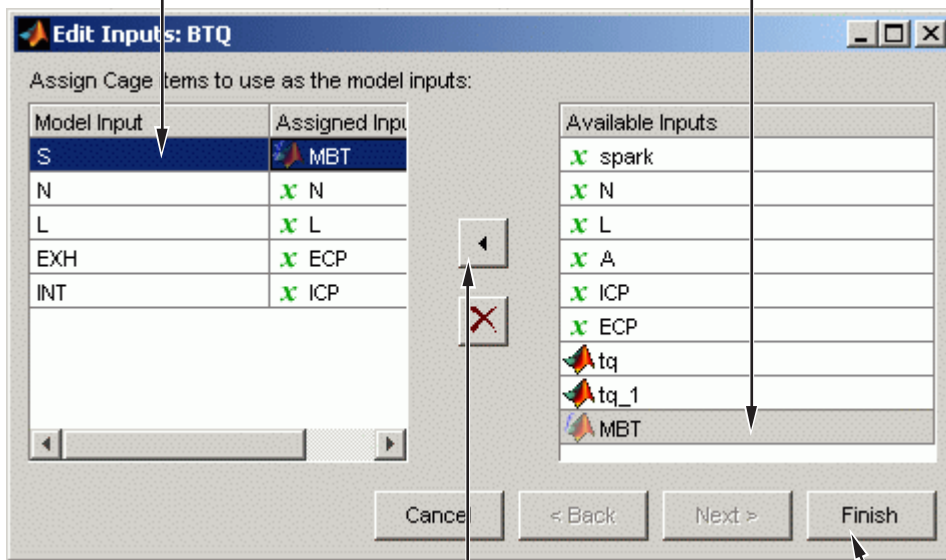 Edit Inputs: BTQ
Assign Cage items to use as the model inputs:
Model Input Assigned Inpu
S MBT
N x N
L x L
EXH x ECP
INT x ICP
Available Inputs
x spark
x N
x L
x A
x ICP
x ECP
tq
tq_1
MBT
Cancel < Back Next > Finish